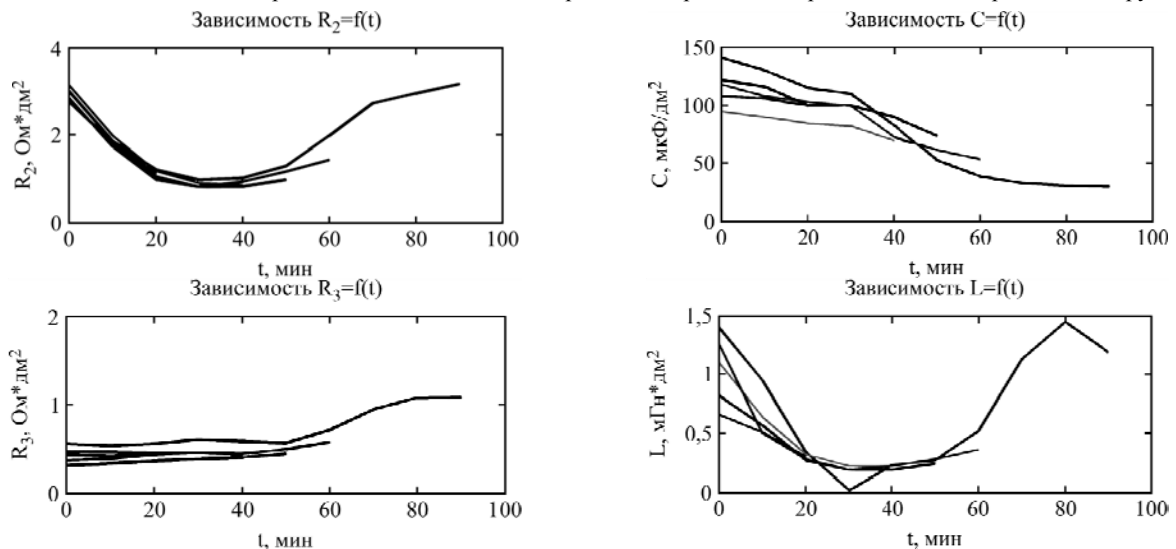 Зависимость R2=f(t)
Зависимость C=f(t)
4
2
0
R2, Ом*дм2
0 20 40 60 80 100
t, мин
150
100
50
0
C, мкФ/дм2
0 20 40 60 80 100
t, мин
Зависимость R3=f(t)
Зависимость L=f(t)
2
1
0
R3, Ом*дм2
0 20 40 60 80 100
t, мин
1,5
1
0,5
0
L, мГн*дм2
0 20 40 60 80 100
t, мин